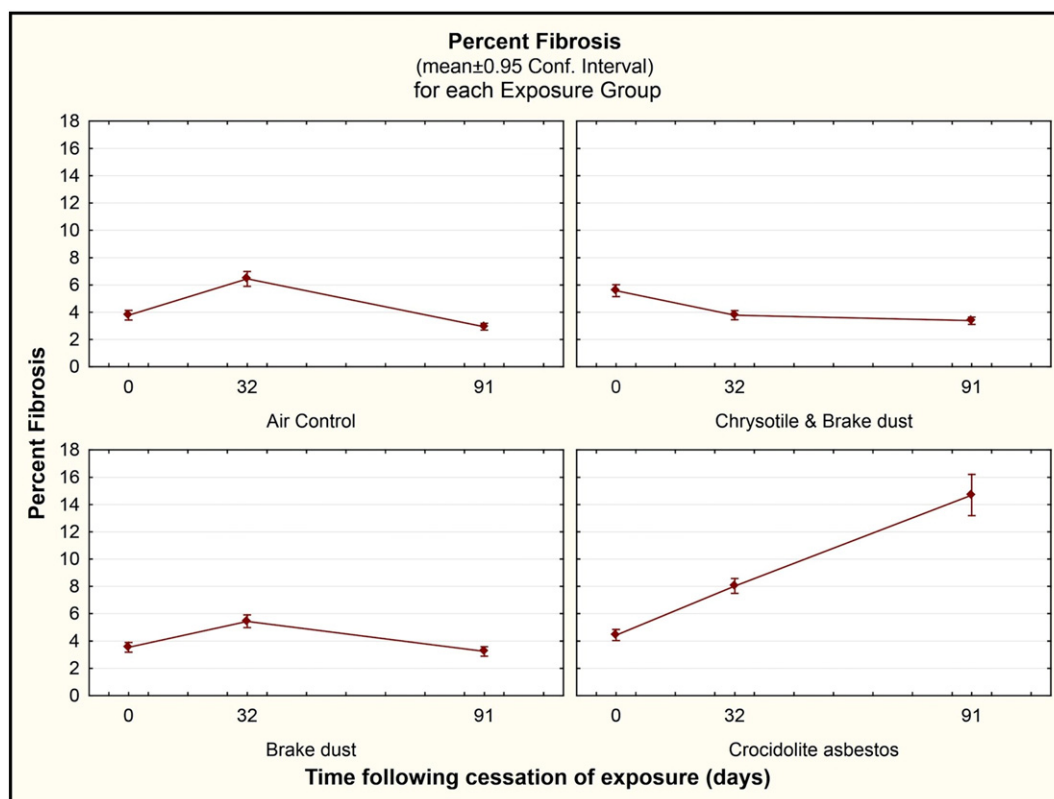 Percent Fibrosis
(mean±0.95 Conf. Interval)
for each Exposure Group
Percent Fibrosis
18
16
14
12
10
8
6
4
2
0
0 32 91
Air Control
0 32 91
Chrysotile & Brake dust
18
16
14
12
10
8
6
4
2
0
0 32 91
Brake dust
0 32 91
Crocidolite asbestos
Time following cessation of exposure (days)